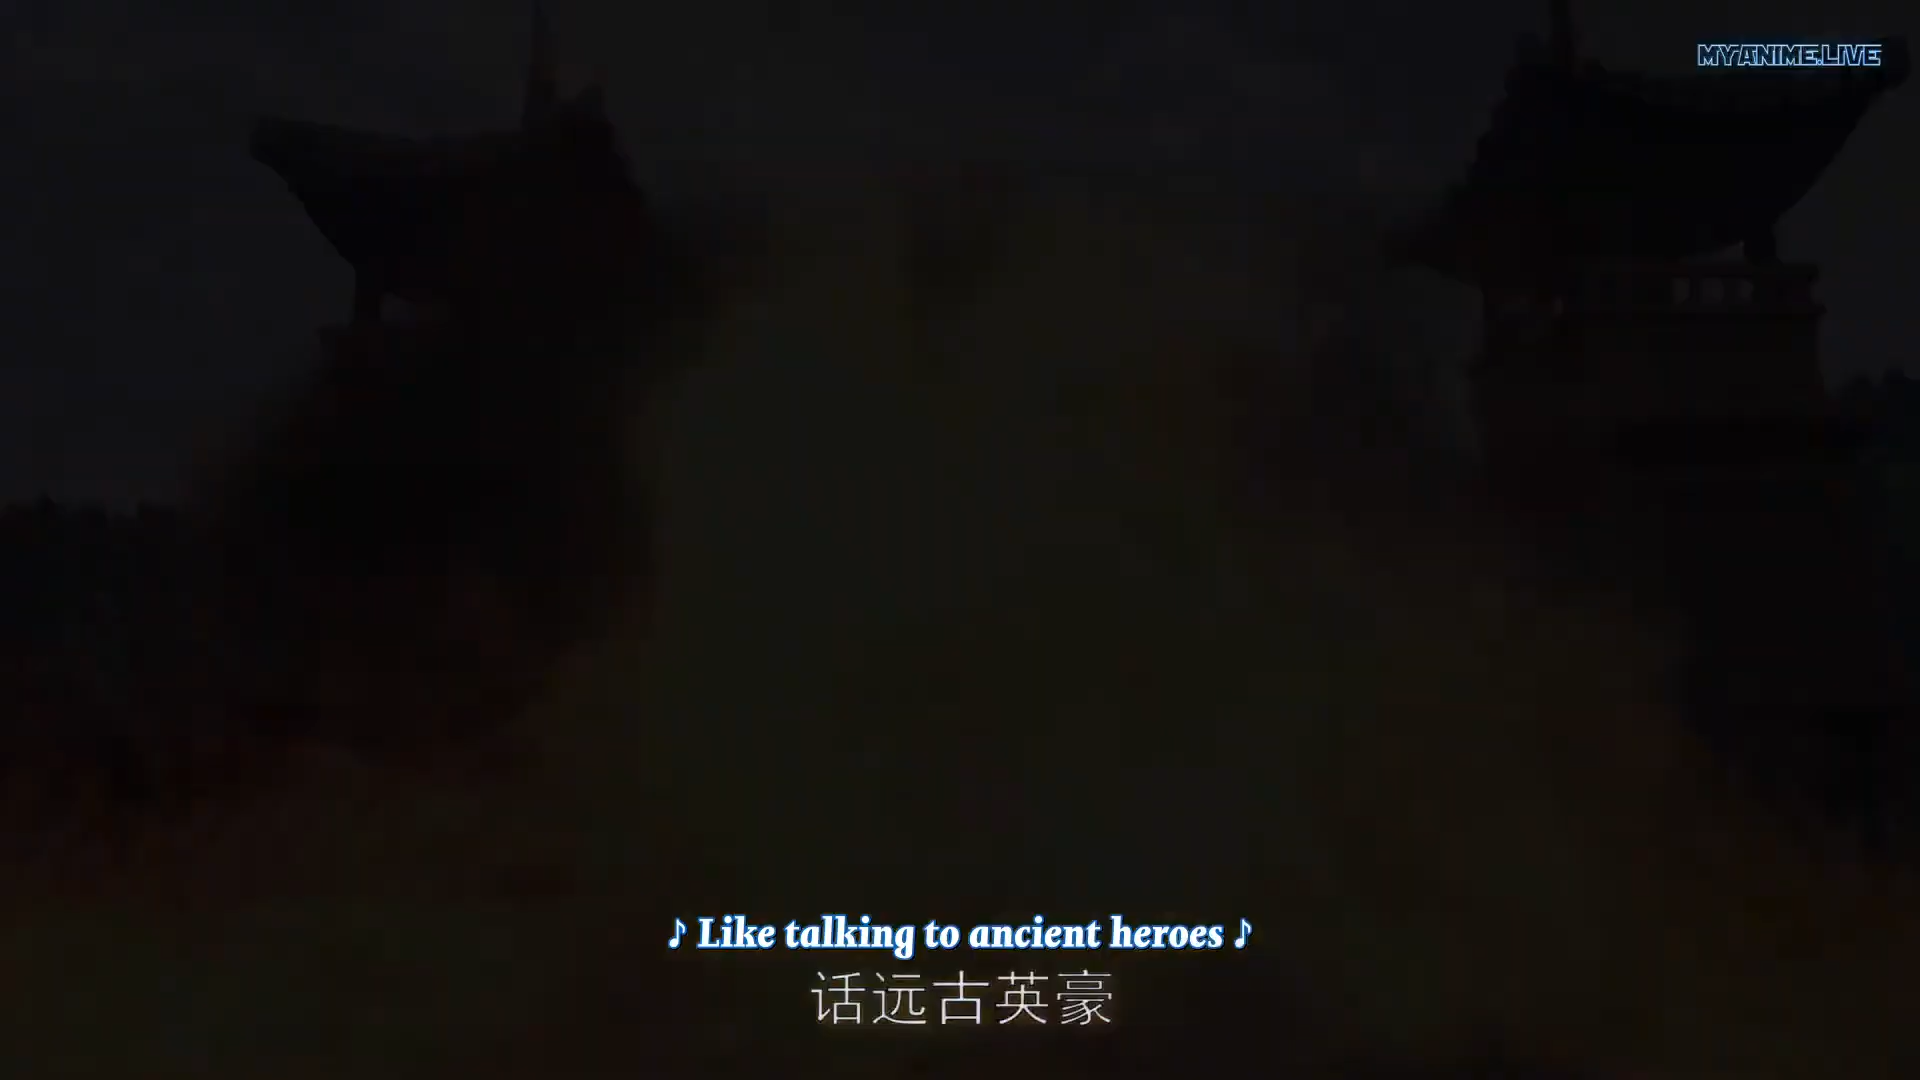 MYANIME.LIVE
♪ Like talking to ancient heroes ♪
话远古英豪